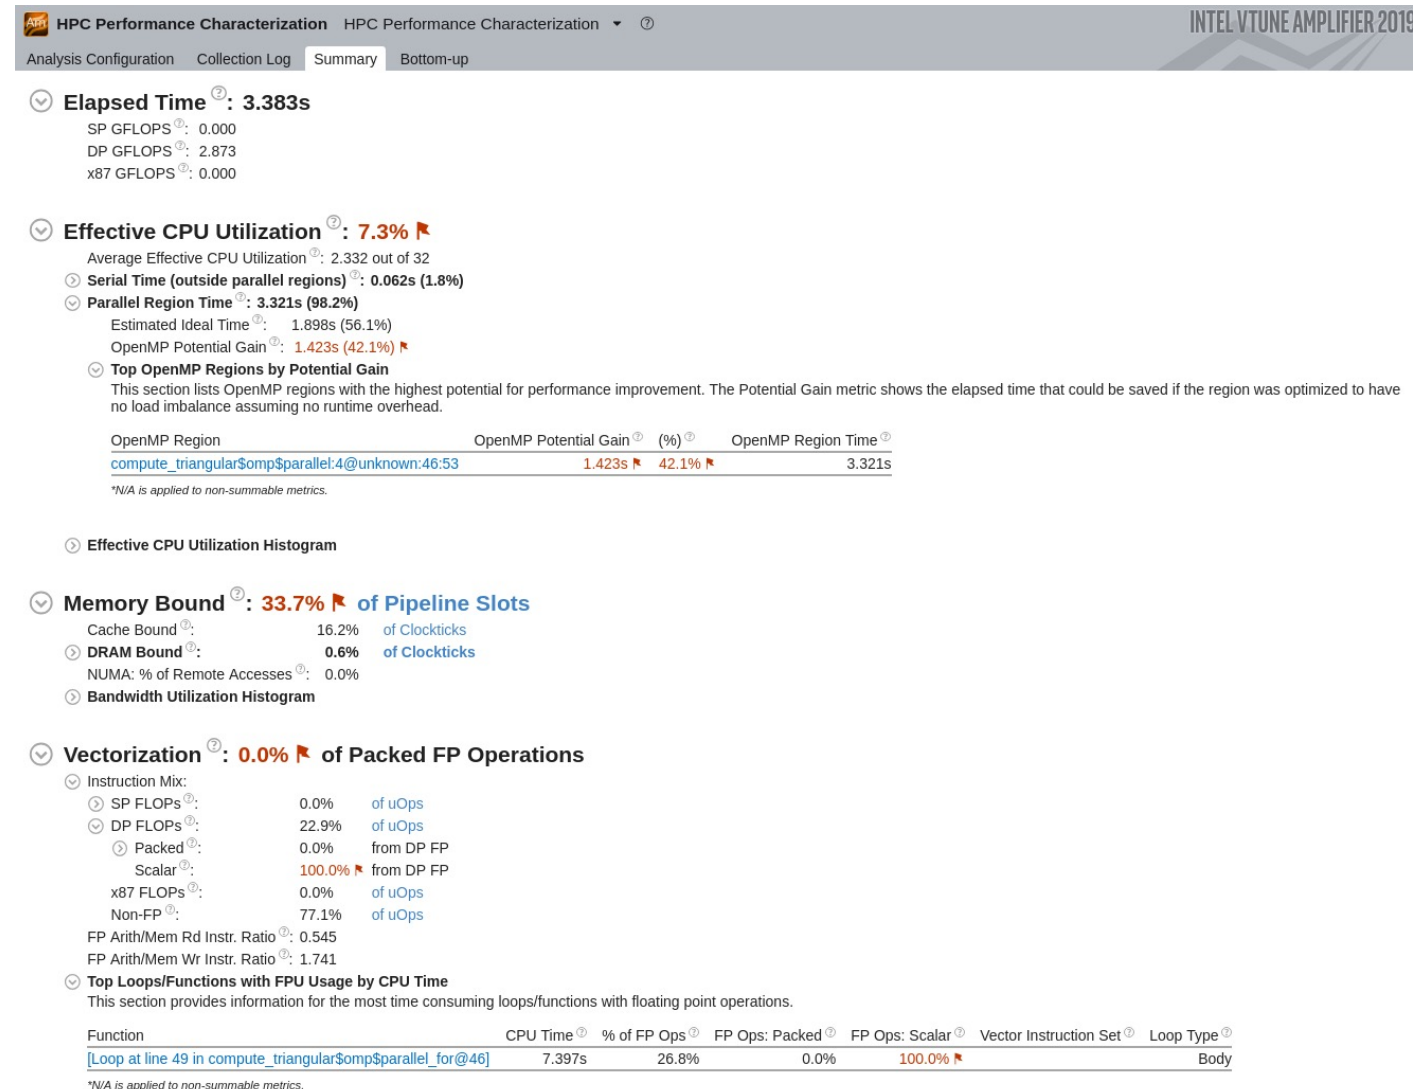 HPC Performance Characterization HPC Performance Characterization INTEL VTUNE AMPLIFIER 2019
Analysis Configuration Collection Log Summary Bottom-up
Elapsed Time ?: 3.383s
SP GFLOPS ?: 0.000
DP GFLOPS ?: 2.873
x87 GFLOPS ?: 0.000
Effective CPU Utilization ?: 7.3%
Average Effective CPU Utilization ?: 2.332 out of 32
Serial Time (outside parallel regions) ?: 0.062s (1.8%)
Parallel Region Time ?: 3.321s (98.2%)
Estimated Ideal Time ?: 1.898s (56.1%)
OpenMP Potential Gain ?: 1.423s (42.1%)
Top OpenMP Regions by Potential Gain
This section lists OpenMP regions with the highest potential for performance improvement. The Potential Gain metric shows the elapsed time that could be saved if the region was optimized to have
no load imbalance assuming no runtime overhead.
OpenMP Region OpenMP Potential Gain ? (%) ? OpenMP Region Time ?
compute_triangular$omp$parallel:4@unknown:46:53 1.423s 42.1% 3.321s
*N/A is applied to non-summable metrics.
Effective CPU Utilization Histogram
Memory Bound ?: 33.7% of Pipeline Slots
Cache Bound ?: 16.2% of Clockticks
DRAM Bound ?: 0.6% of Clockticks
NUMA: % of Remote Accesses ?: 0.0%
Bandwidth Utilization Histogram
Vectorization ?: 0.0% of Packed FP Operations
Instruction Mix:
SP FLOPs ?: 0.0% of uOps
DP FLOPs ?: 22.9% of uOps
Packed ?: 0.0% from DP FP
Scalar ?: 100.0% from DP FP
x87 FLOPs ?: 0.0% of uOps
Non-FP ?: 77.1% of uOps
FP Arith/Mem Rd Instr. Ratio ?: 0.545
FP Arith/Mem Wr Instr. Ratio ?: 1.741
Top Loops/Functions with FPU Usage by CPU Time
This section provides information for the most time consuming loops/functions with floating point operations.
Function CPU Time ? % of FP Ops ? FP Ops: Packed ? FP Ops: Scalar ? Vector Instruction Set ? Loop Type ?
[Loop at line 49 in compute_triangular$omp$parallel_for@46] 7.397s 26.8% 0.0% 100.0% Body
*N/A is applied to non-summable metrics.